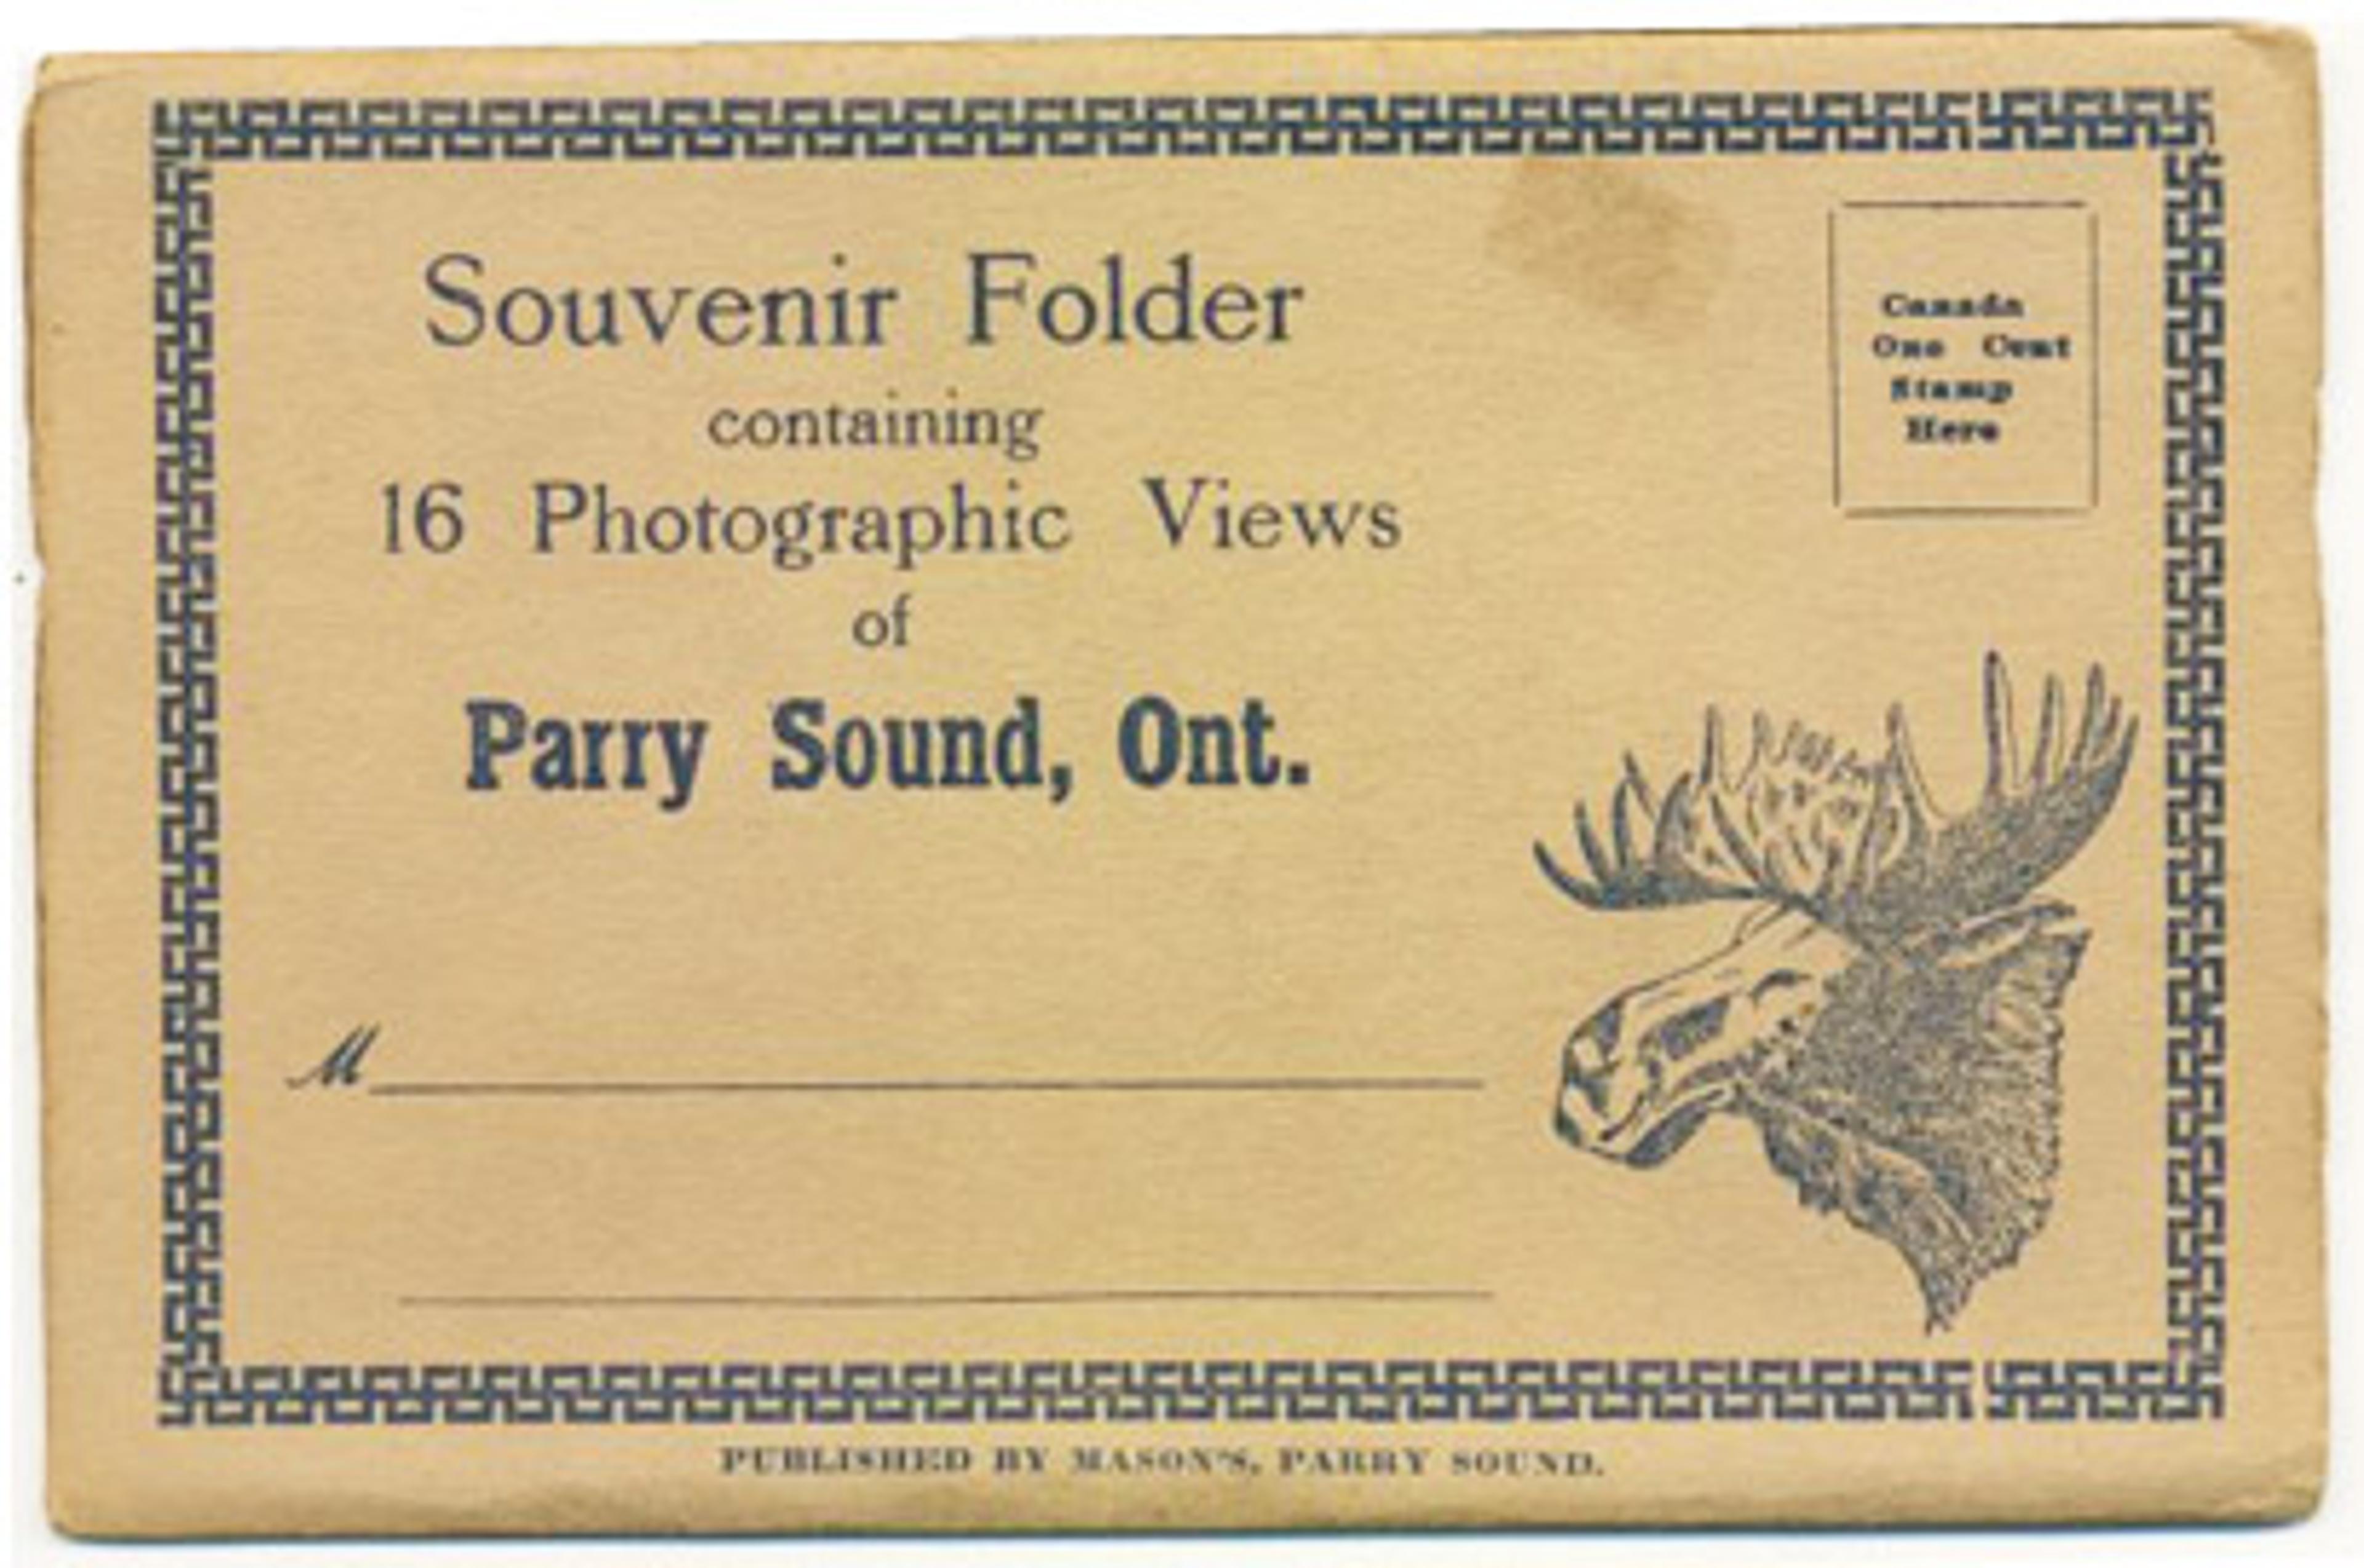 Souvenir Folder
containing
16 Photographic Views
of
Parry Sound, Ont.
Canada
One Cent
Stamp
Here
M
PUBLISHED BY MASON'S, PARRY SOUND.